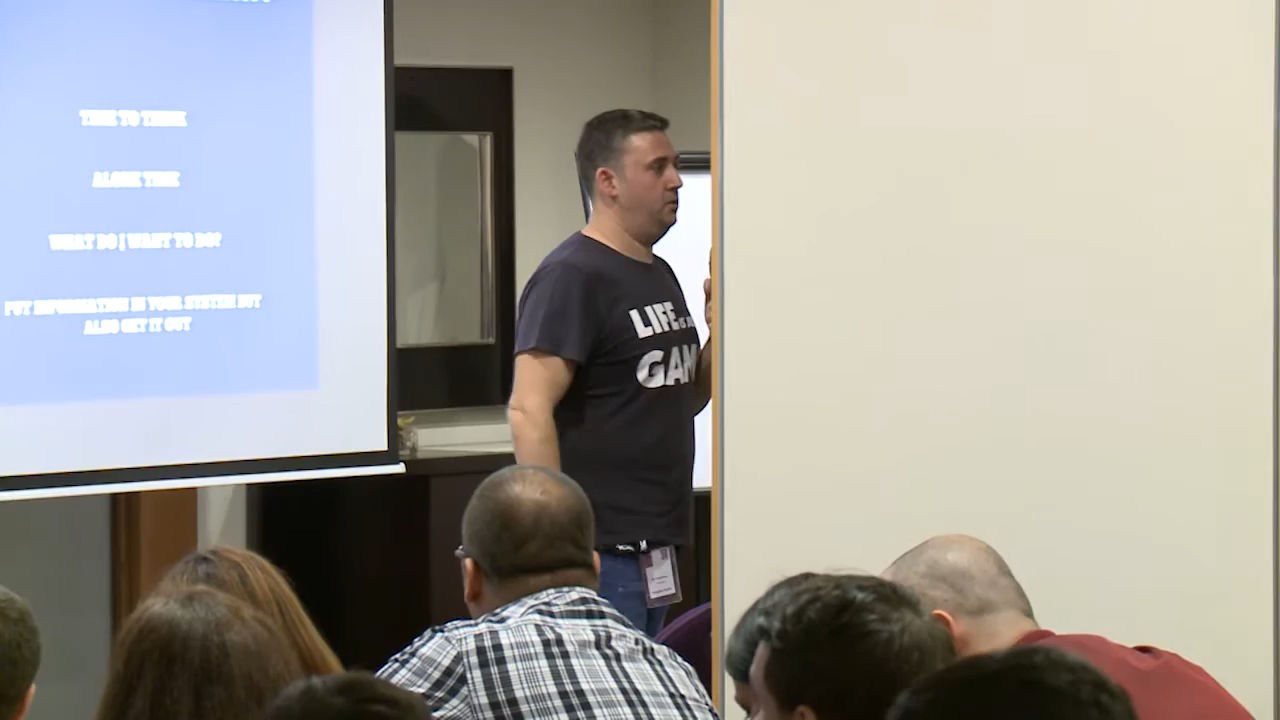 TIME TO THINK
ALONE TIME
WHAT DO I WANT TO DO?
PUT INFORMATION IN YOUR SYSTEM BUT
ALSO GET IT OUT
LIFE IS A
GAM